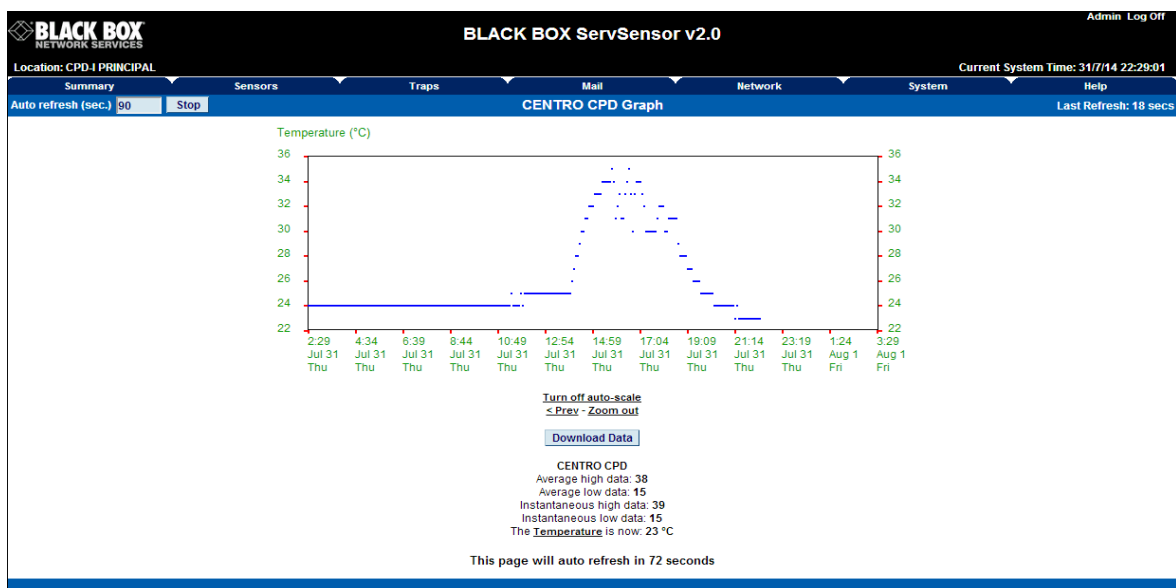 Admin Log Off
BLACK BOX
NETWORK SERVICES
BLACK BOX ServSensor v2.0
Location: CPD-I PRINCIPAL
Current System Time: 31/7/14 22:29:01
Summary Sensors Traps Mail Network System Help
Auto refresh (sec.) 90 Stop
CENTRO CPD Graph
Last Refresh: 18 secs
Temperature (°C)
36 36
34 34
32 32
30 30
28 28
26 26
24 24
22 22
2:29 4:34 6:39 8:44 10:49 12:54 14:59 17:04 19:09 21:14 23:19 1:24 3:29
Jul 31 Jul 31 Jul 31 Jul 31 Jul 31 Jul 31 Jul 31 Jul 31 Jul 31 Jul 31 Jul 31 Aug 1 Aug 1
Thu Thu Thu Thu Thu Thu Thu Thu Thu Thu Thu Fri Fri
Turn off auto-scale
< Prev - Zoom out
Download Data
CENTRO CPD
Average high data: 38
Average low data: 15
Instantaneous high data: 39
Instantaneous low data: 15
The Temperature is now: 23 °C
This page will auto refresh in 72 seconds